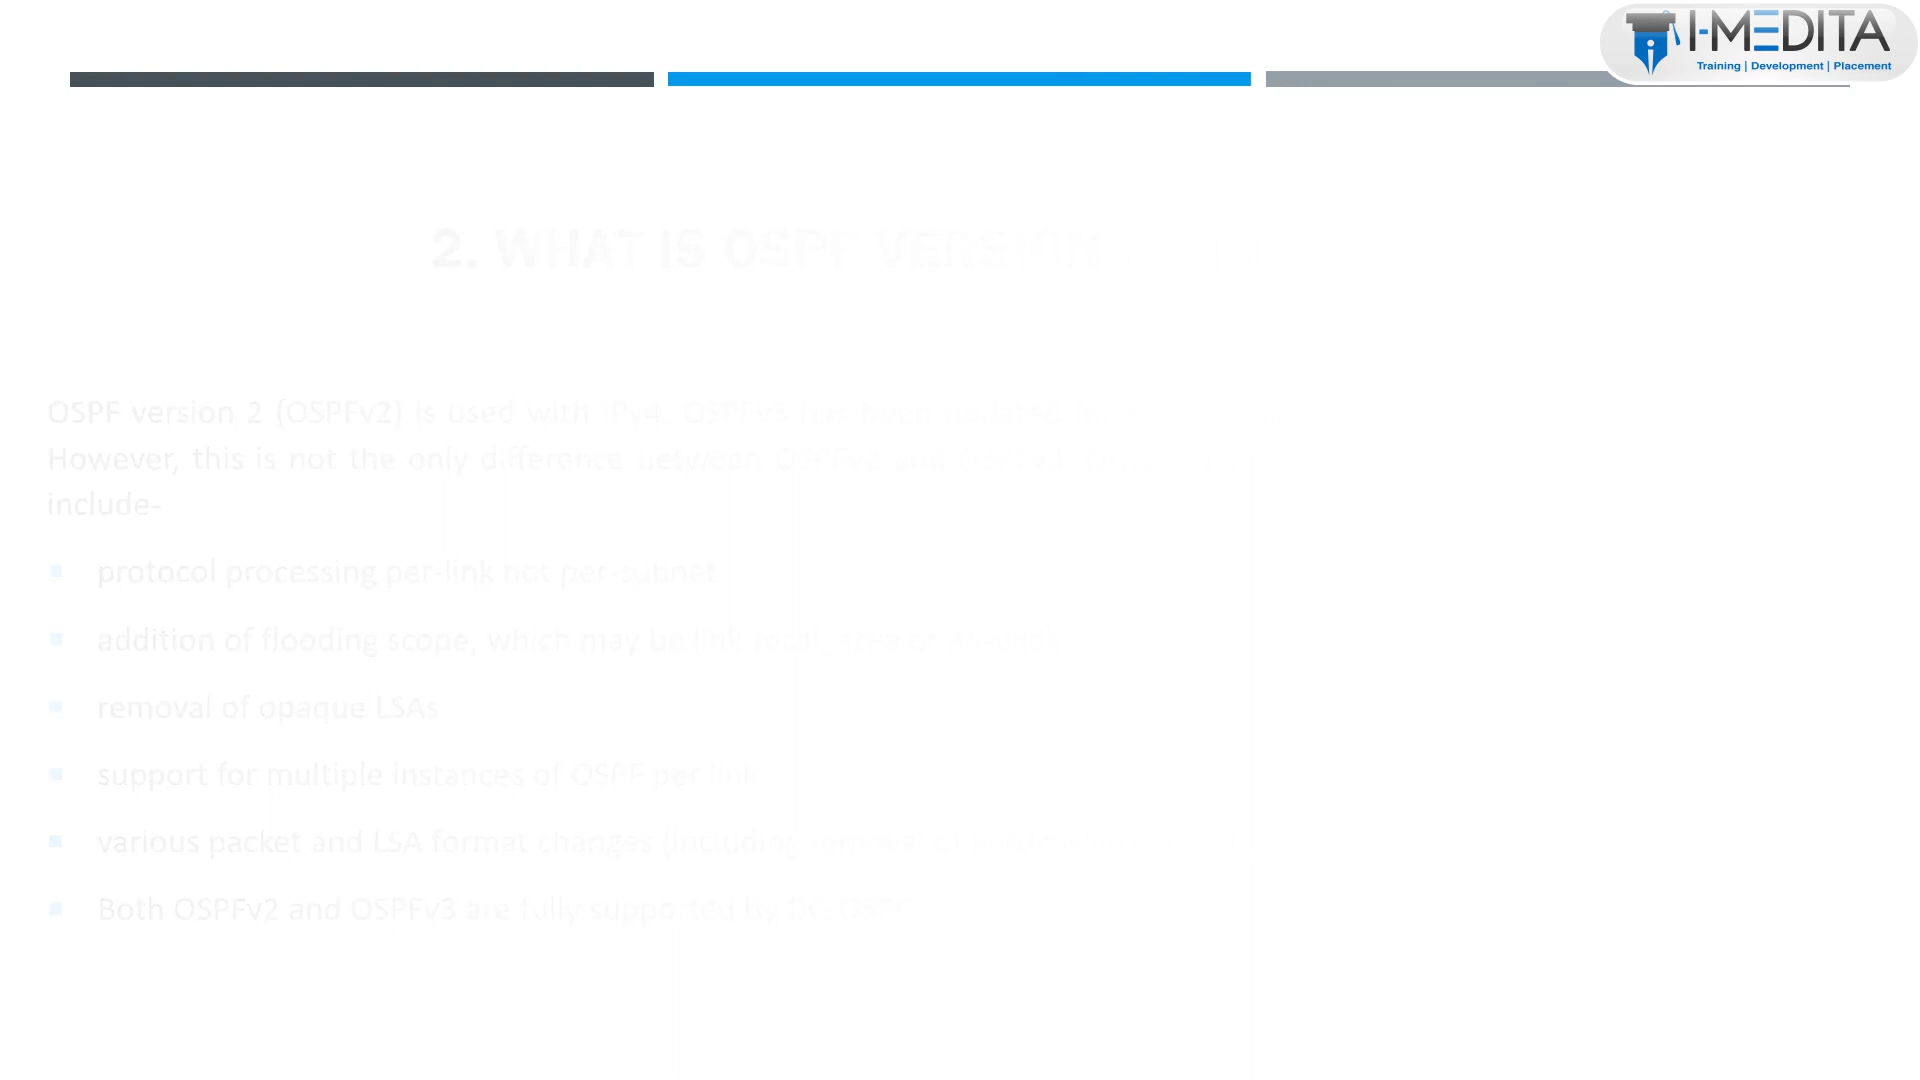 I-MEDITA
Training | Development | Placement
2. WHAT IS OSPF VERSION
OSPF version 2 (OSPFv2) is used with IPv4. OSPFv3 has been updated
However, this is not the only difference between OSPFv2 and OSPFv3.
include-
protocol processing per-link not per-subnet
addition of flooding scope, which may be link local, area or AS-wide
removal of opaque LSAs
support for multiple instances of OSPF per link
various packet and LSA format changes (including removal of
Both OSPFv2 and OSPFv3 are fully supported by DC-OSPF